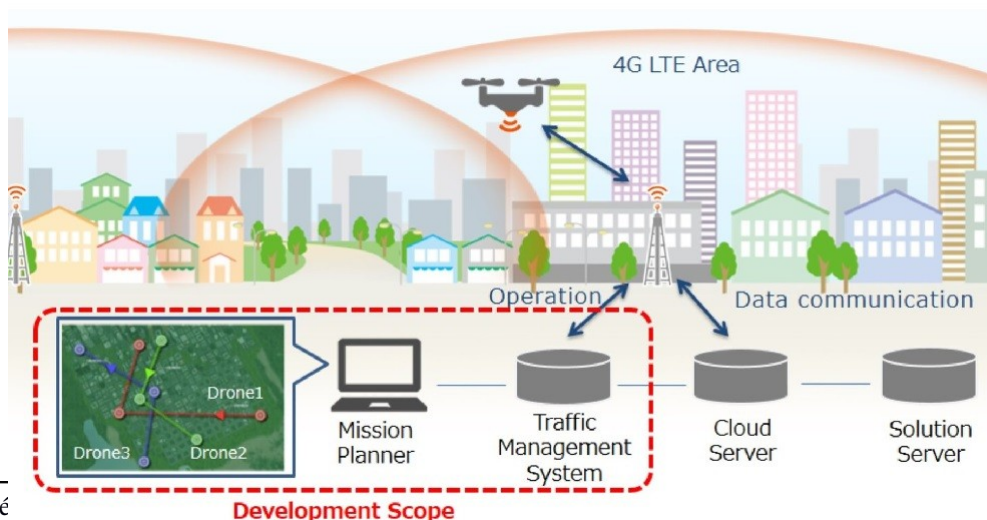 4G LTE Area
Operation
Data communication
Drone1
Drone3
Drone2
Mission
Planner
Traffic
Management
System
Cloud
Server
Solution
Server
é
Development Scope